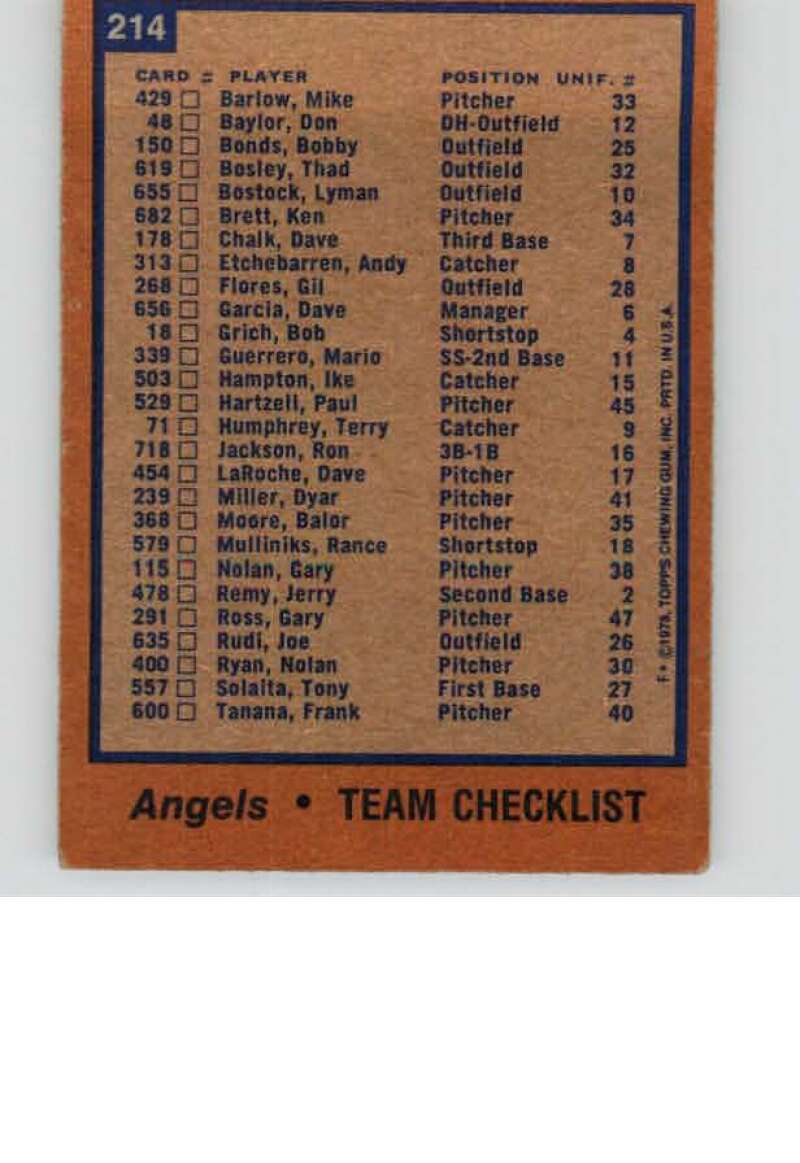 214
CARD # PLAYER POSITION UNIF. #
429 Barlow, Mike Pitcher 33
48 Baylor, Don DH-Outfield 12
150 Bonds, Bobby Outfield 25
619 Bosley, Thad Outfield 32
655 Bostock, Lyman Outfield 10
682 Brett, Ken Pitcher 34
178 Chalk, Dave Third Base 7
313 Etchebarren, Andy Catcher 8
268 Flores, Gil Outfield 28
656 Garcia, Dave Manager 6
18 Grich, Bob Shortstop 4
339 Guerrero, Mario SS-2nd Base 11
503 Hampton, Ike Catcher 15
529 Hartzell, Paul Pitcher 45
71 Humphrey, Terry Catcher 9
718 Jackson, Ron 3B-1B 16
454 LaRoche, Dave Pitcher 17
239 Miller, Dyar Pitcher 41
368 Moore, Balor Pitcher 35
579 Mulliniks, Rance Shortstop 18
115 Nolan, Gary Pitcher 38
478 Remy, Jerry Second Base 2
291 Ross, Gary Pitcher 47
635 Rudi, Joe Outfield 26
400 Ryan, Nolan Pitcher 30
557 Solaita, Tony First Base 27
600 Tanana, Frank Pitcher 40
F* ©1978, TOPPS CHEWING GUM, INC. PRTD. IN U.S.A.
Angels • TEAM CHECKLIST